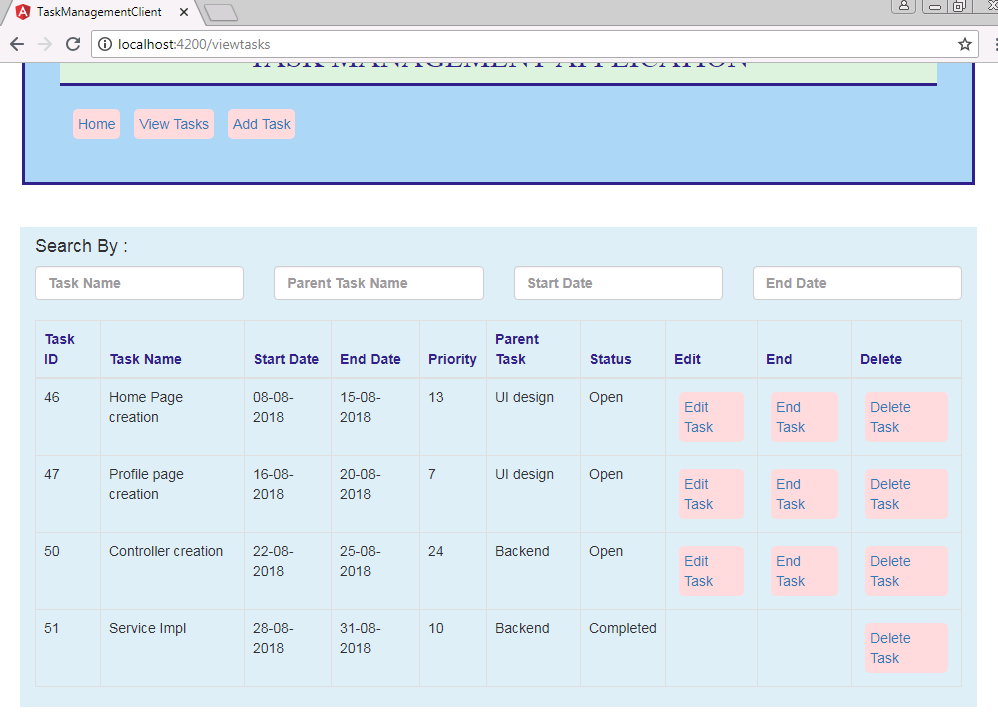 TaskManagementClient
localhost:4200/viewtasks
TASK MANAGEMENT APPLICATION
Home View Tasks Add Task
Search By :
Task Name Parent Task Name Start Date End Date
Task ID Task Name Start Date End Date Priority Parent Task Status Edit End Delete
46 Home Page creation 08-08-2018 15-08-2018 13 UI design Open Edit Task End Task Delete Task
47 Profile page creation 16-08-2018 20-08-2018 7 UI design Open Edit Task End Task Delete Task
50 Controller creation 22-08-2018 25-08-2018 24 Backend Open Edit Task End Task Delete Task
51 Service Impl 28-08-2018 31-08-2018 10 Backend Completed Delete Task